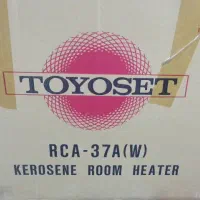 TOYOSET
RCA-37A(W)
KEROSENE ROOM HEATER